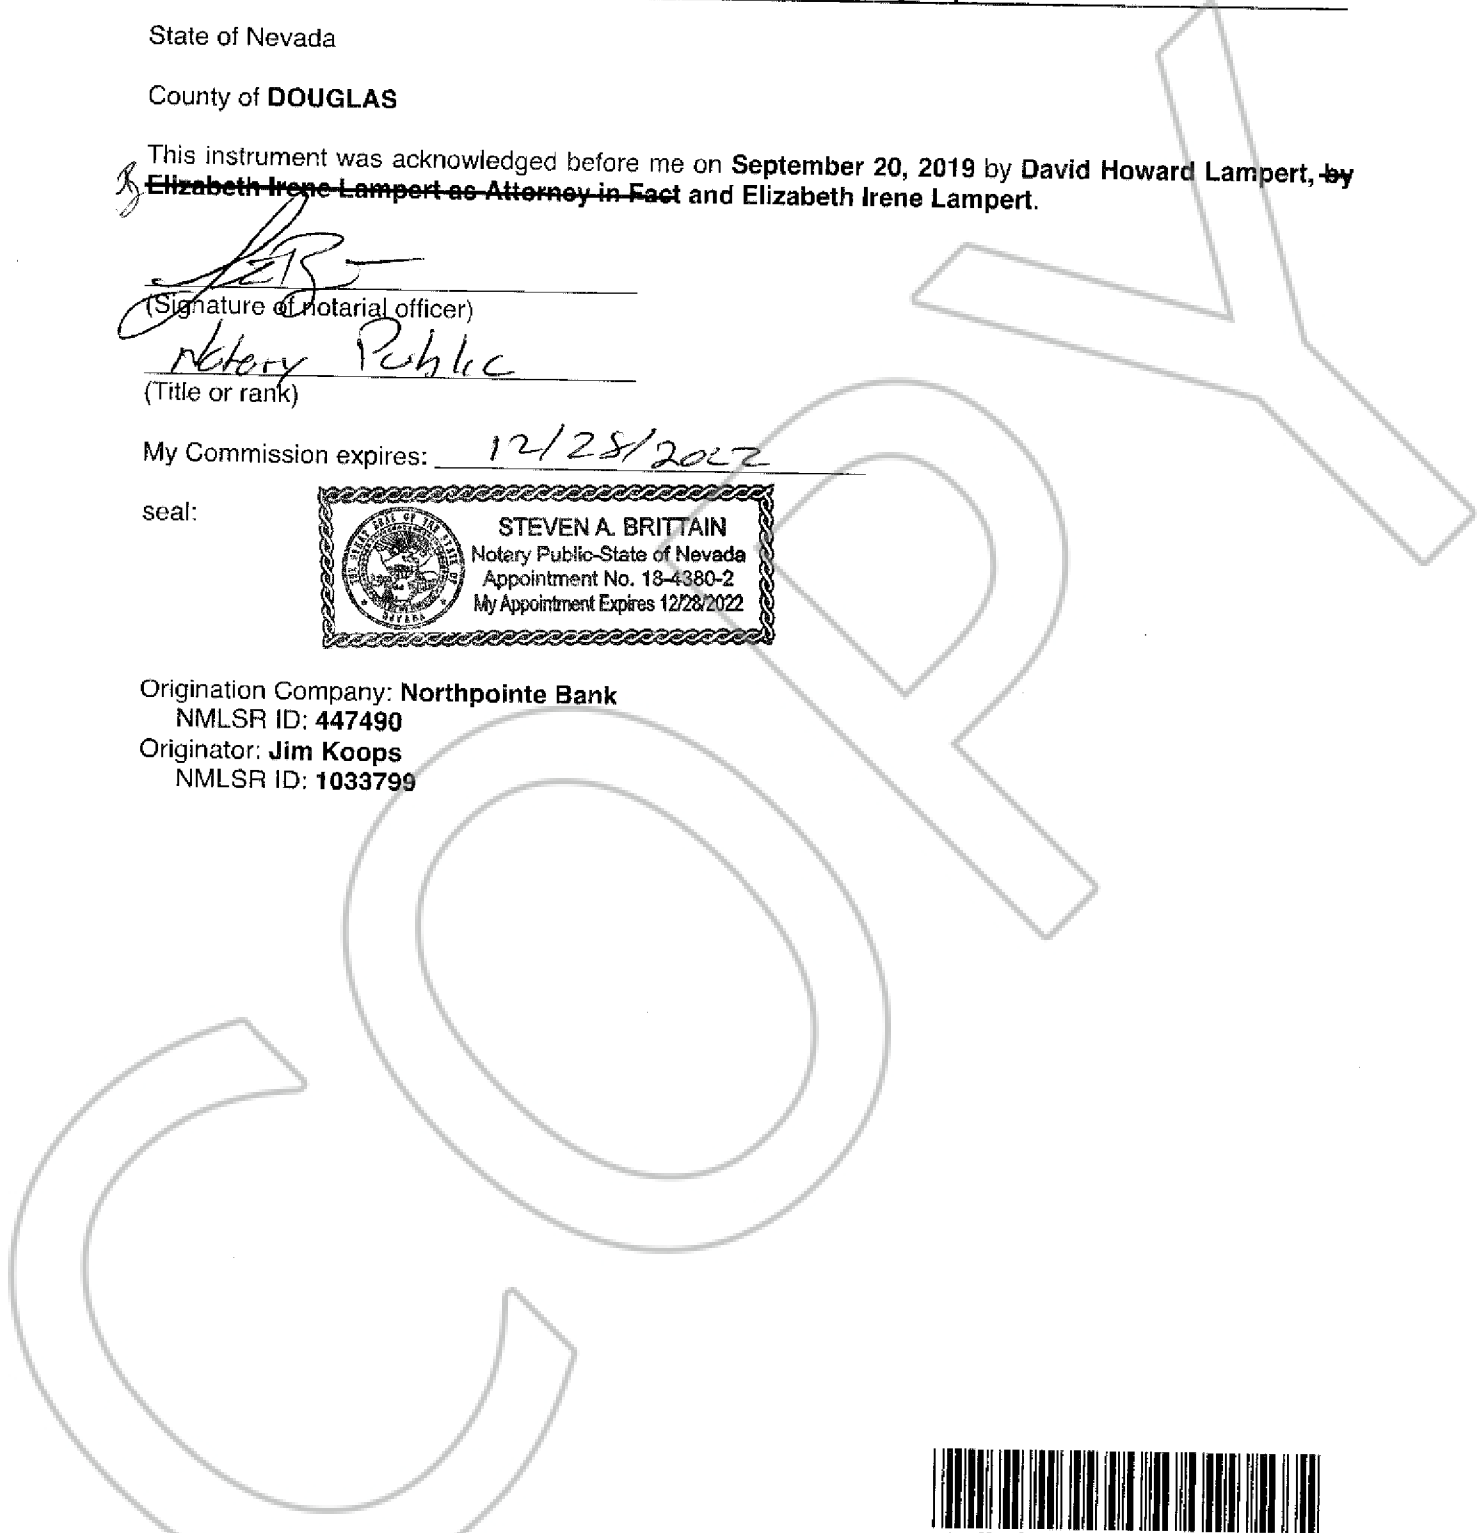 State of Nevada
County of DOUGLAS
This instrument was acknowledged before me on September 20, 2019 by David Howard Lampert, by
Elizabeth Irene Lampert as Attorney in Fact and Elizabeth Irene Lampert.
(Signature of notarial officer)
Notary Public
(Title or rank)
My Commission expires: 12/28/2022
seal:
STEVEN A. BRITTAIN
Notary Public-State of Nevada
Appointment No. 18-4380-2
My Appointment Expires 12/28/2022
Origination Company: Northpointe Bank
NMLSR ID: 447490
Originator: Jim Koops
NMLSR ID: 1033799
COPY